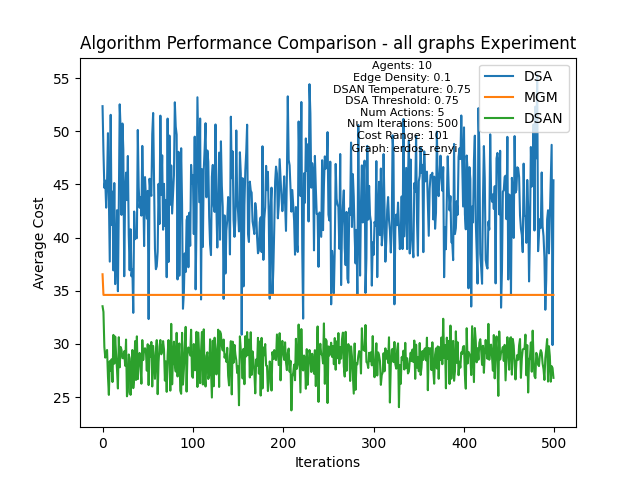 Algorithm Performance Comparison - all graphs Experiment
Agents: 10
Edge Density: 0.1
DSAN Temperature: 0.75
DSA Threshold: 0.75
Num Actions: 5
Num Iterations: 500
Cost Range: 101
Graph: erdos_renyi
DSA
MGM
DSAN
Average Cost
55
50
45
40
35
30
25
0
100
200
300
400
500
Iterations